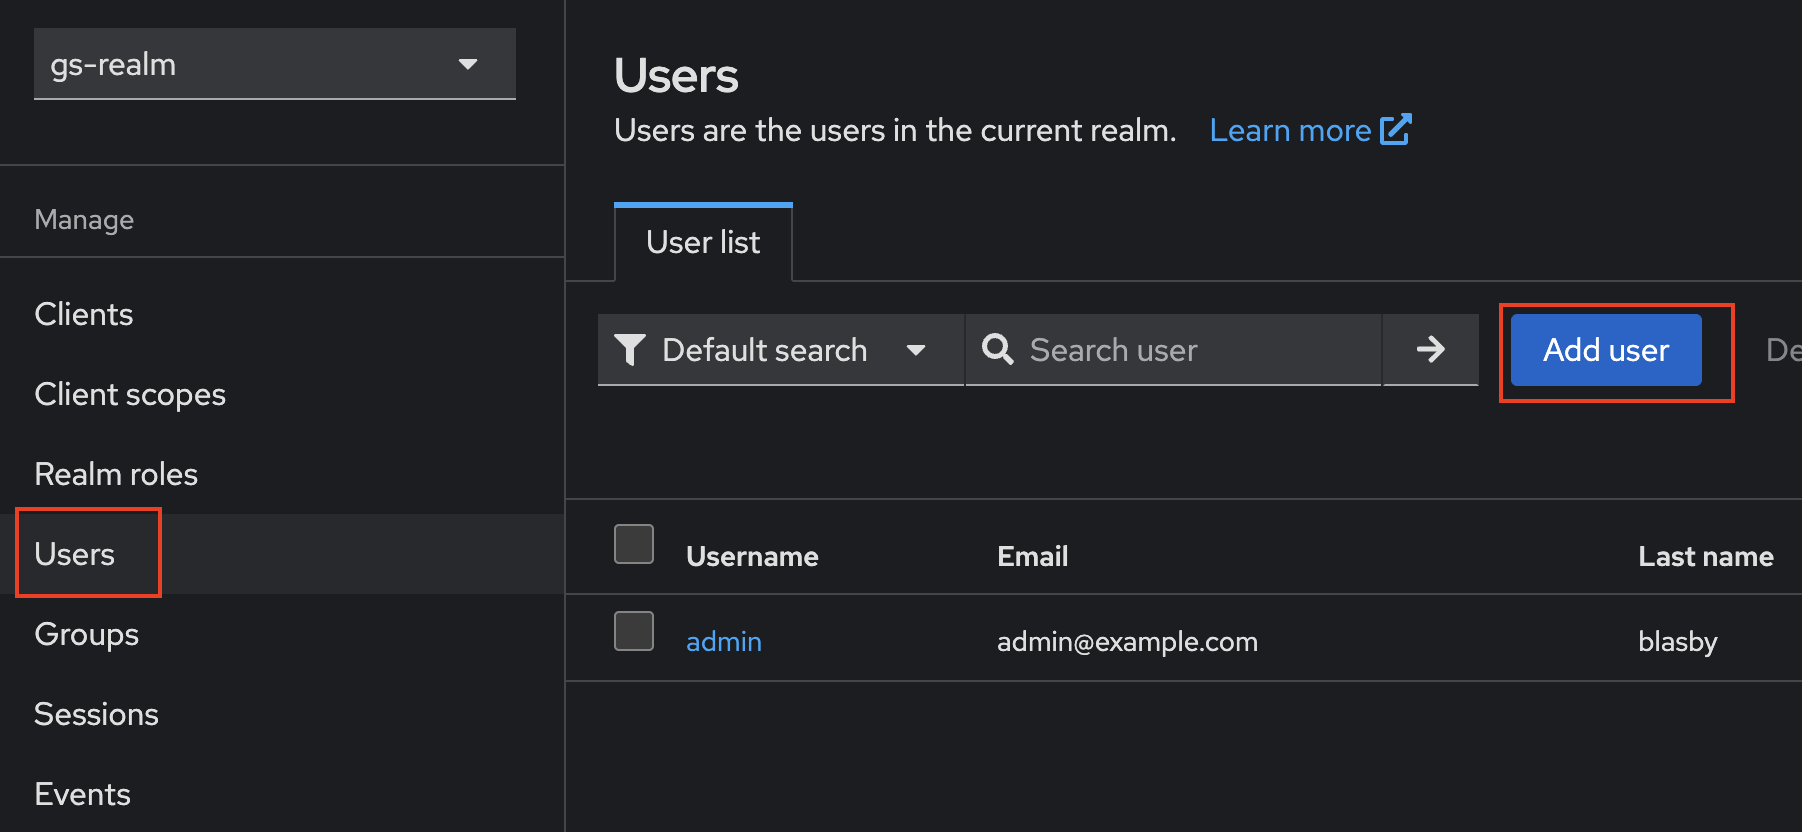 gs-realm
Manage
Clients
Client scopes
Realm roles
Users
Groups
Sessions
Events
Users
Users are the users in the current realm. Learn more
User list
Default search Search user Add user
Username Email Last name
admin admin@example.com blasby